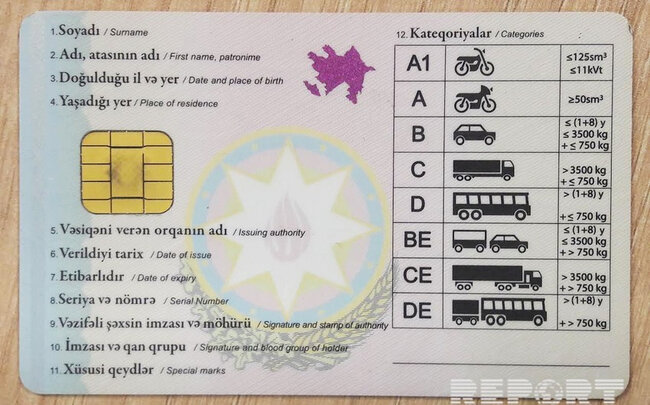 1. Soyadı / Surname
2. Adı, atasının adı / First name, patronime
3. Doğulduğu il və yer / Date and place of birth
4. Yaşadığı yer / Place of residence
5. Vəsiqəni verən orqanın adı / Issuing authority
6. Verildiyi tarix / Date of issue
7. Etibarlıdır / Date of expiry
8. Seriya və nömrə / Serial Number
9. Vəzifəli şəxsin imzası və möhürü / Signature and stamp of authority
10. İmzası və qan qrupu / Signature and blood group of holder
11. Xüsusi qeydlər / Special marks
12. Kateqoriyalar / Categories
A1 ≤125sm³
≤11kVt
A ≥50sm³
B ≤ (1+8) y
≤ 3500 kg
+ ≤ 750 kg
C > 3500 kg
+ ≤ 750 kg
D > (1+8) y
+ ≤ 750 kg
BE ≤ (1+8) y
≤ 3500 kg
+ > 750 kg
CE > 3500 kg
+ > 750 kg
DE > (1+8) y
+ > 750 kg
REPORT